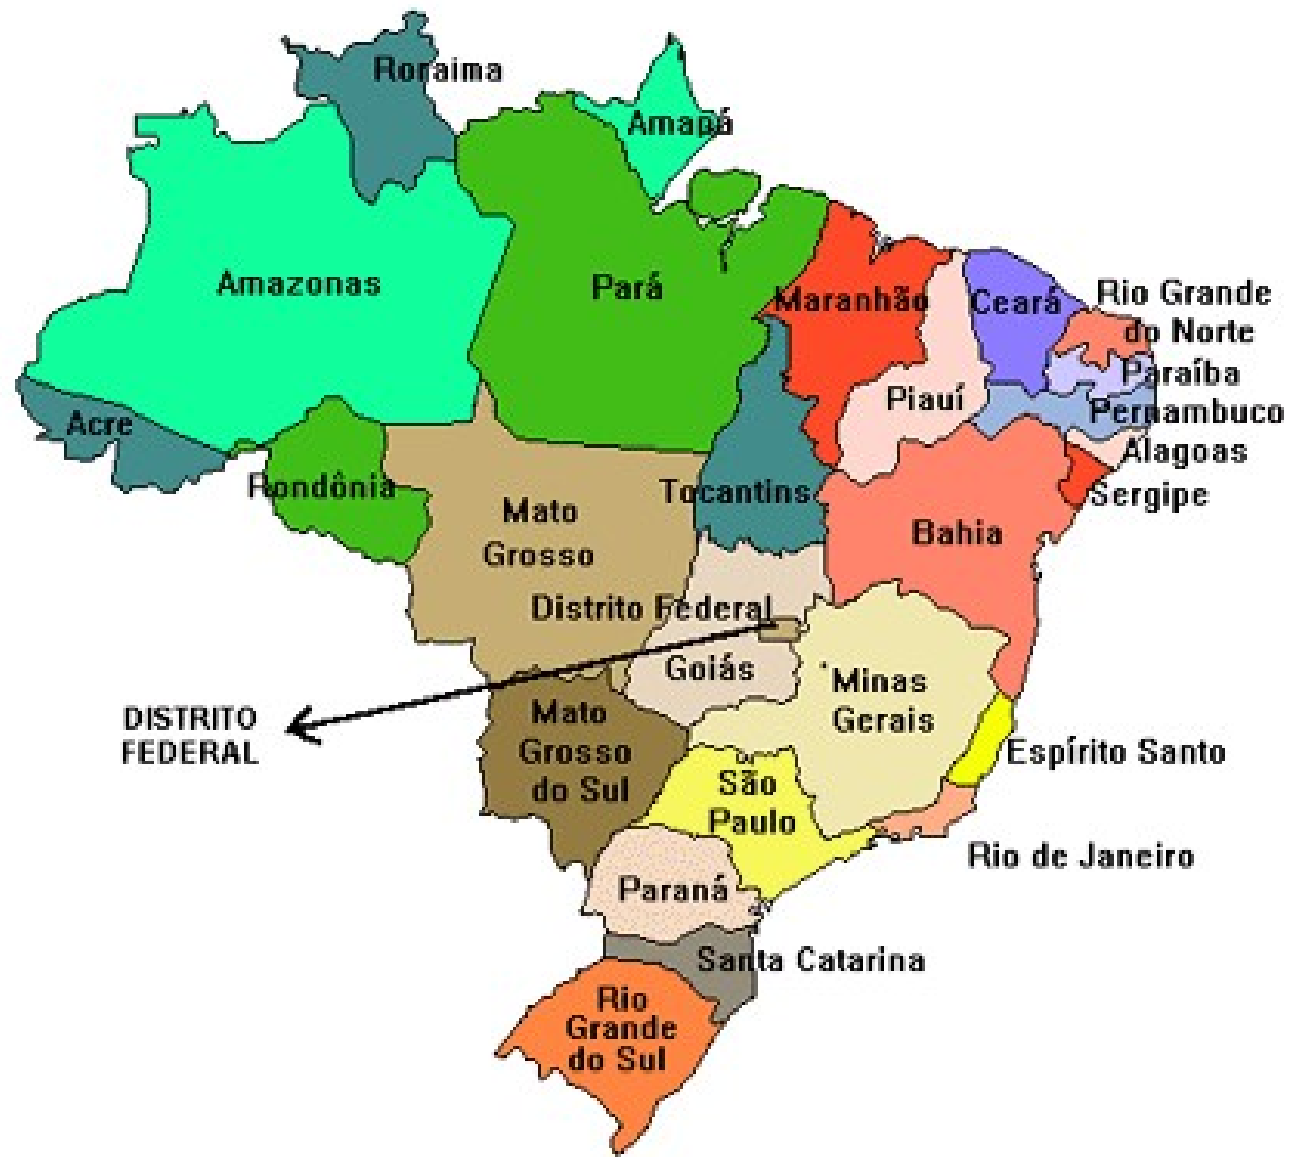 Roraima
Amapá
Amazonas
Pará
Maranhão
Ceará
Rio Grande
do Norte
Paraíba
Piauí
Pernambuco
Acre
Alagoas
Rondônia
Tocantins
Sergipe
Mato
Grosso
Bahia
Distrito Federal
Goiás
Minas
Gerais
DISTRITO
FEDERAL
Mato
Grosso
do Sul
Espírito Santo
São
Paulo
Rio de Janeiro
Paraná
Santa Catarina
Rio
Grande
do Sul